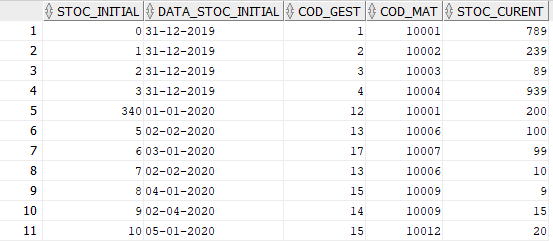 STOC_INITIAL DATA_STOC_INITIAL COD_GEST COD_MAT STOC_CURENT
1 0 31-12-2019 1 10001 789
2 1 31-12-2019 2 10002 239
3 2 31-12-2019 3 10003 89
4 3 31-12-2019 4 10004 939
5 340 01-01-2020 12 10001 200
6 5 02-02-2020 13 10006 100
7 6 03-01-2020 17 10007 99
8 7 02-02-2020 13 10006 10
9 8 04-01-2020 15 10009 9
10 9 02-04-2020 14 10009 15
11 10 05-01-2020 15 10012 20